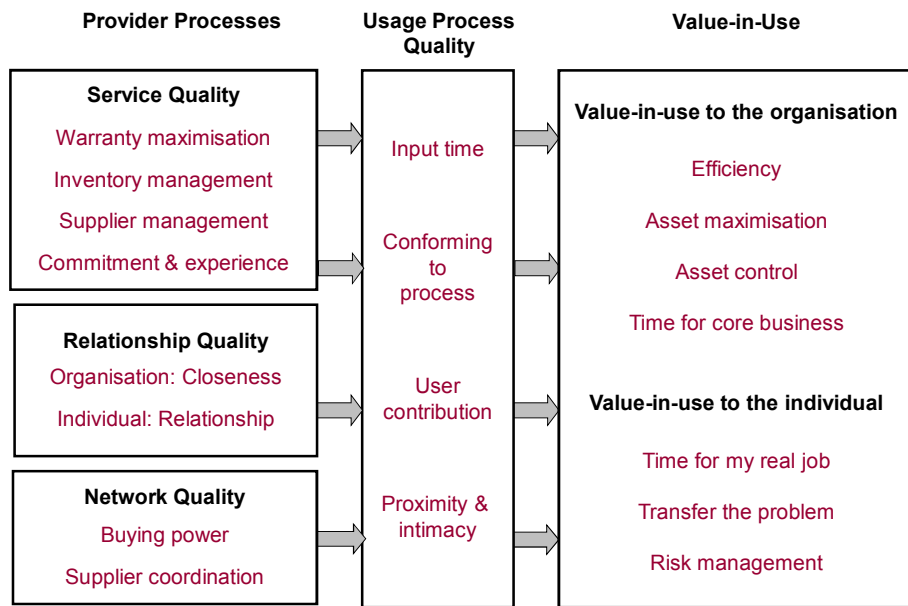 Provider Processes
Usage Process
Quality
Value-in-Use
Service Quality
Warranty maximisation
Inventory management
Supplier management
Commitment & experience
Relationship Quality
Organisation: Closeness
Individual: Relationship
Network Quality
Buying power
Supplier coordination
Input time
Conforming
to
process
User
contribution
Proximity &
intimacy
Value-in-use to the organisation
Efficiency
Asset maximisation
Asset control
Time for core business
Value-in-use to the individual
Time for my real job
Transfer the problem
Risk management